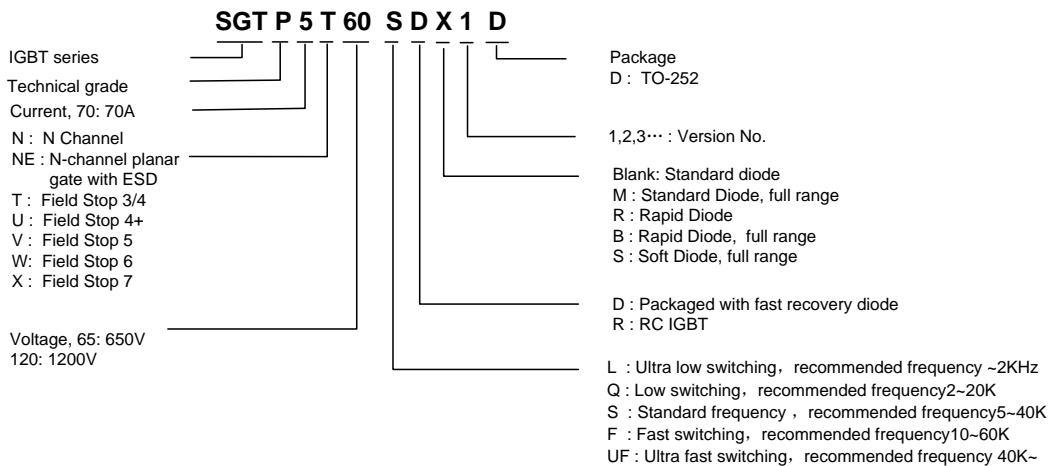 SGT P 5 T 60 S D X 1 D
IGBT series
Technical grade
Current, 70: 70A
N : N Channel
NE : N-channel planar
gate with ESD
T : Field Stop 3/4
U : Field Stop 4+
V : Field Stop 5
W: Field Stop 6
X : Field Stop 7
Voltage, 65: 650V
120: 1200V
Package
D : TO-252
1,2,3··· : Version No.
Blank: Standard diode
M : Standard Diode, full range
R : Rapid Diode
B : Rapid Diode, full range
S : Soft Diode, full range
D : Packaged with fast recovery diode
R : RC IGBT
L : Ultra low switching，recommended frequency ~2KHz
Q : Low switching，recommended frequency2~20K
S : Standard frequency ，recommended frequency5~40K
F : Fast switching，recommended frequency10~60K
UF : Ultra fast switching，recommended frequency 40K~